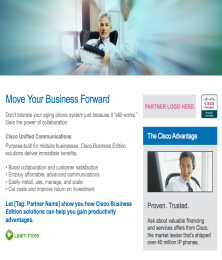 Move Your Business Forward
Don't tolerate your aging phone system just because it "still works."
Gain the power of collaboration.
Cisco Unified Communications
Purpose-built for midsize businesses, Cisco Business Edition
solutions deliver immediate benefits.
• Boost collaboration and customer satisfaction
• Employ affordable, advanced communications
• Easily install, use, manage, and scale
• Cut costs and improve return on investment
Let [Tag: Partner Name] show you how Cisco Business
Edition solutions can help you gain productivity
advantages.
Learn more
PARTNER LOGO HERE
CISCO
The Cisco Advantage
Proven. Trusted.
Ask about valuable financing
and services offers from Cisco,
the market leader that's shipped
over 40 million IP phones.